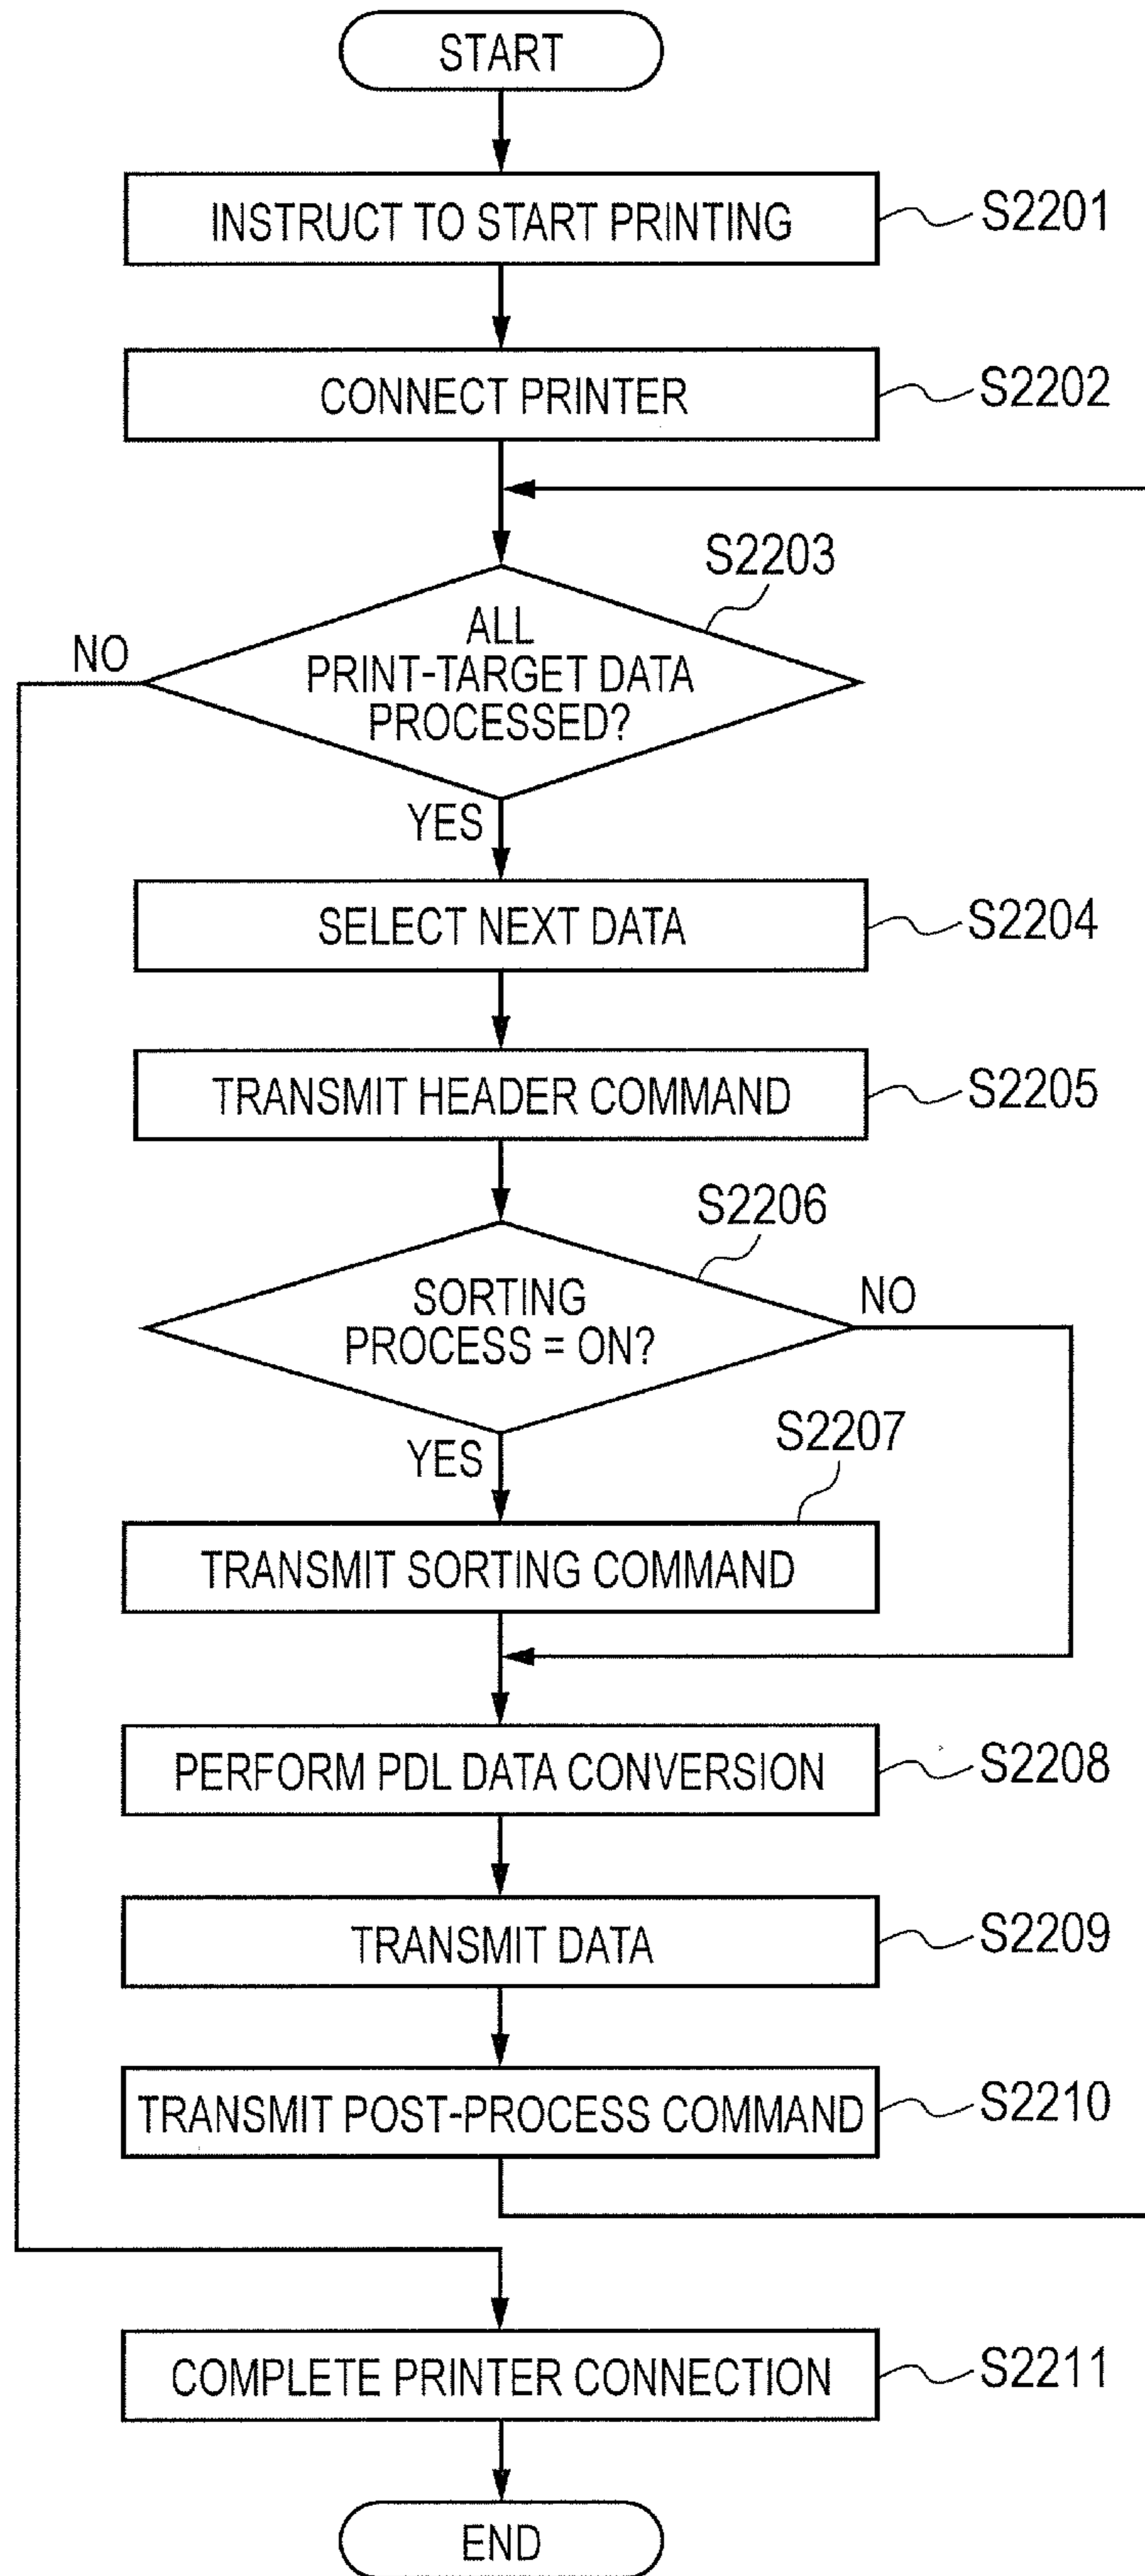 START
INSTRUCT TO START PRINTING
S2201
CONNECT PRINTER
S2202
S2203
ALL
PRINT-TARGET DATA
PROCESSED?
NO
YES
SELECT NEXT DATA
S2204
TRANSMIT HEADER COMMAND
S2205
S2206
SORTING
PROCESS = ON?
NO
YES
S2207
TRANSMIT SORTING COMMAND
PERFORM PDL DATA CONVERSION
S2208
TRANSMIT DATA
S2209
TRANSMIT POST-PROCESS COMMAND
S2210
COMPLETE PRINTER CONNECTION
S2211
END